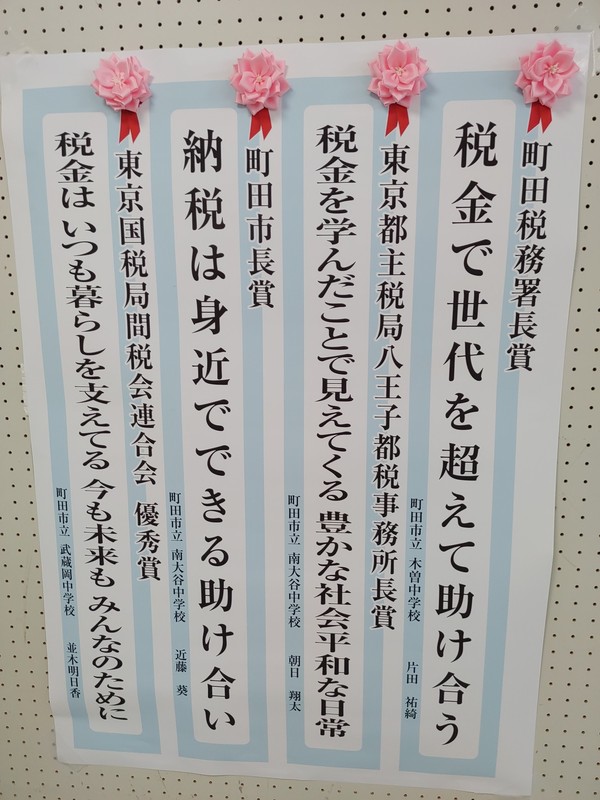 町田税務署長賞
税金で世代を超えて助け合う
町田市立 木曽中学校 片田 祐綺
東京都主税局八王子都税事務所長賞
税金を学んだことで見えてくる 豊かな社会平和な日常
町田市立 南大谷中学校 朝日 翔太
町田市長賞
納税は身近でできる助け合い
町田市立 南大谷中学校 近藤 葵
東京国税局間税会連合会 優秀賞
税金は いつも暮らしを支えてる 今も未来も みんなのために
町田市立 武蔵岡中学校 並木明日香